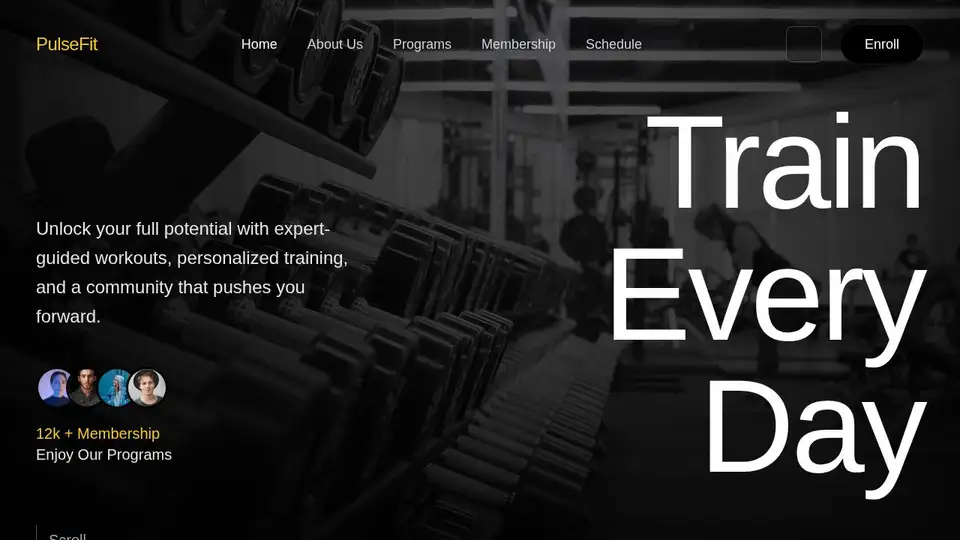 PulseFit
Home
About Us
Programs
Membership
Schedule
Enroll
Train
Every
Day
Unlock your full potential with expert-
guided workouts, personalized training,
and a community that pushes you
forward.
12k + Membership
Enjoy Our Programs
Scroll